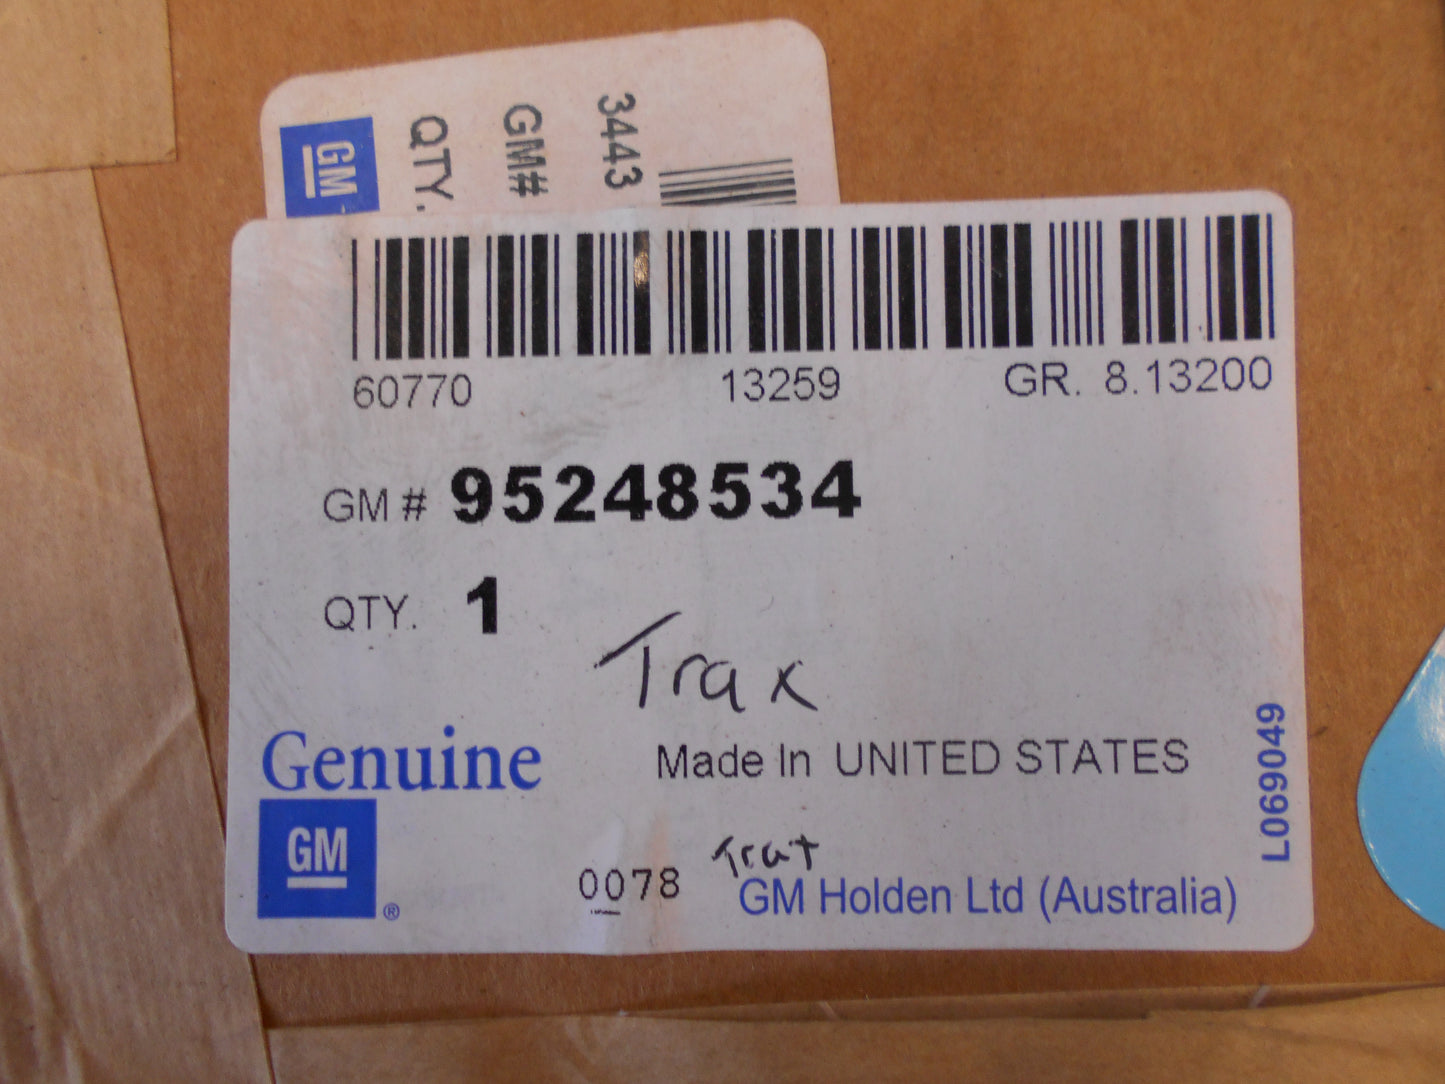 3443
GM#
QTY.
GM
60770 13259 GR. 8.13200
GM # 95248534
QTY. 1
Trax
Genuine Made In UNITED STATES
GM ®
0078 Trat
GM Holden Ltd (Australia)
L069049